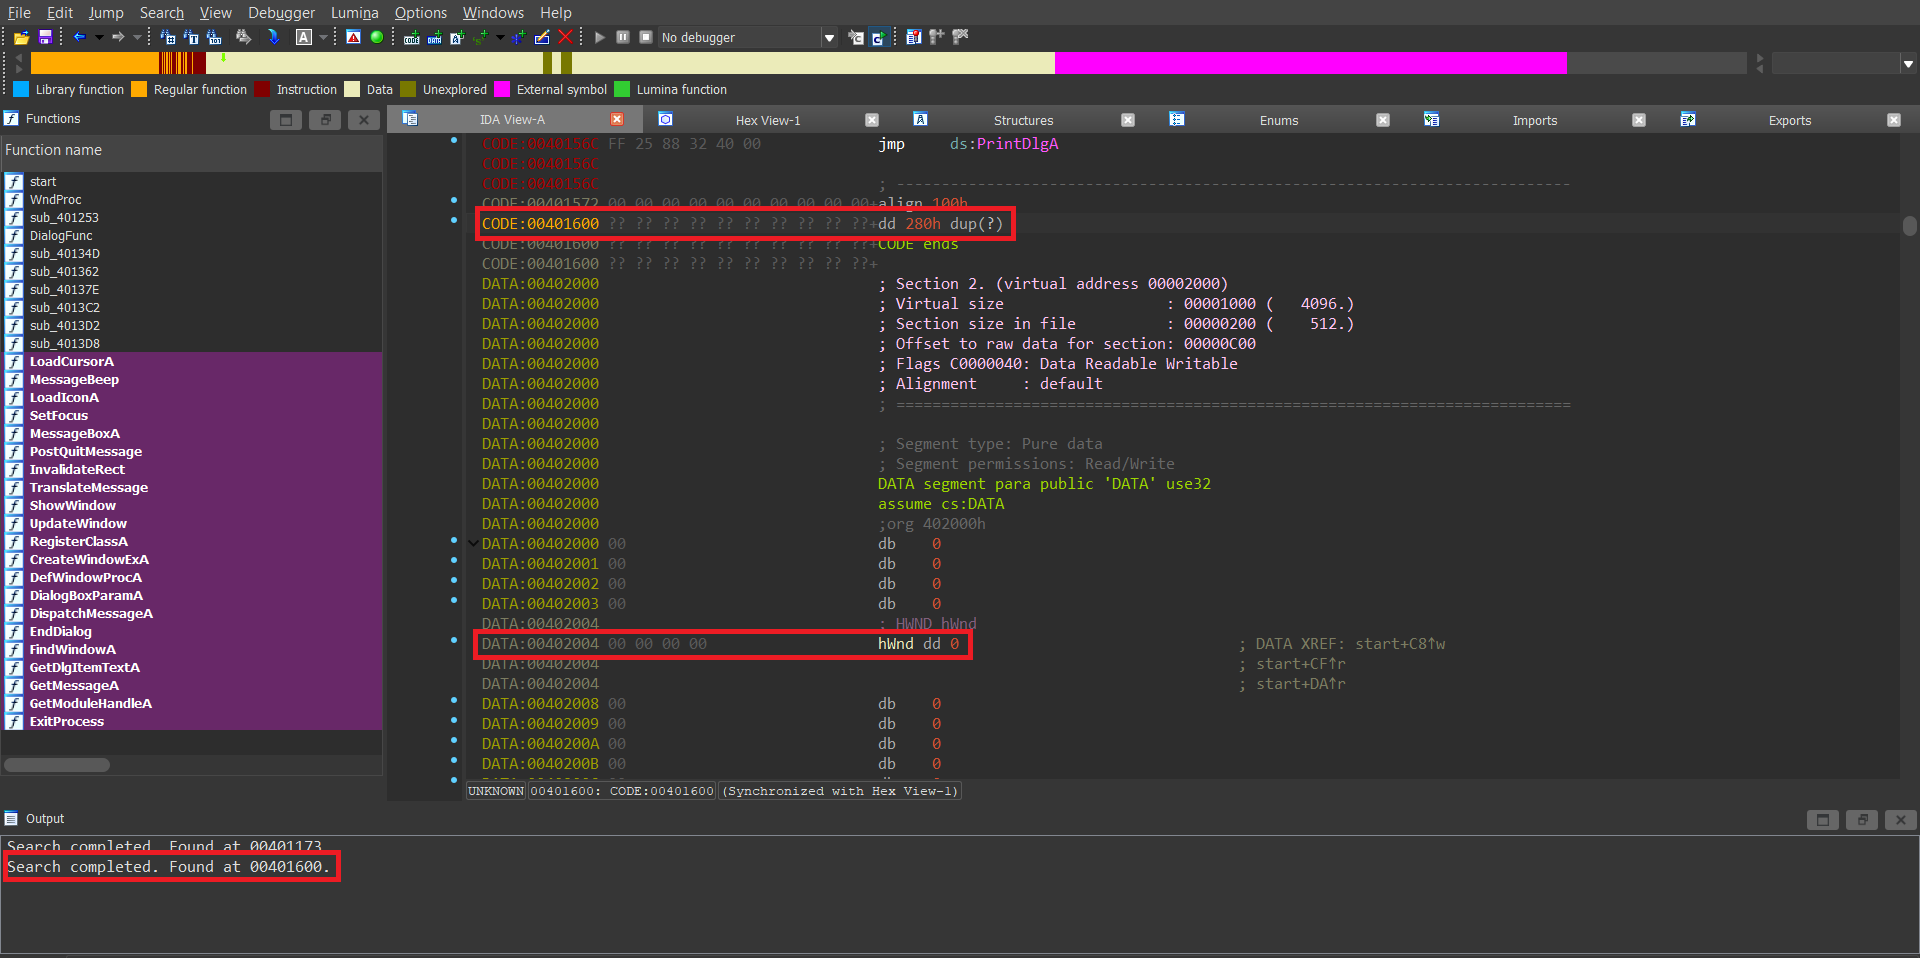 File Edit Jump Search View Debugger Lumina Options Windows Help
No debugger
Library function Regular function Instruction Data Unexplored External symbol Lumina function
Functions
Function name
start
WndProc
sub_401253
DialogFunc
sub_40134D
sub_401362
sub_40137E
sub_4013C2
sub_4013D2
sub_4013D8
LoadCursorA
MessageBeep
LoadIconA
SetFocus
MessageBoxA
PostQuitMessage
InvalidateRect
TranslateMessage
ShowWindow
UpdateWindow
RegisterClassA
CreateWindowExA
DefWindowProcA
DialogBoxParamA
DispatchMessageA
EndDialog
FindWindowA
GetDlgItemTextA
GetMessageA
GetModuleHandleA
ExitProcess
IDA View-A Hex View-1 Structures Enums Imports Exports
CODE:0040156C FF 25 88 32 40 00 jmp ds:PrintDlgA
CODE:0040156C
CODE:0040156C ; ---------------------------------------------------------------------------
CODE:00401572 00 00 00 00 00 00 00 00 00 00+align 100h
CODE:00401600 ?? ?? ?? ?? ?? ?? ?? ?? ?? ??+dd 280h dup(?)
CODE:00401600 ?? ?? ?? ?? ?? ?? ?? ?? ?? ??+CODE ends
CODE:00401600 ?? ?? ?? ?? ?? ?? ?? ?? ?? ??+
DATA:00402000 ; Section 2. (virtual address 00002000)
DATA:00402000 ; Virtual size : 00001000 ( 4096.)
DATA:00402000 ; Section size in file : 00000200 ( 512.)
DATA:00402000 ; Offset to raw data for section: 00000C00
DATA:00402000 ; Flags C0000040: Data Readable Writable
DATA:00402000 ; Alignment : default
DATA:00402000 ; ===========================================================================
DATA:00402000
DATA:00402000 ; Segment type: Pure data
DATA:00402000 ; Segment permissions: Read/Write
DATA:00402000 DATA segment para public 'DATA' use32
DATA:00402000 assume cs:DATA
DATA:00402000 ;org 402000h
DATA:00402000 00 db 0
DATA:00402001 00 db 0
DATA:00402002 00 db 0
DATA:00402003 00 db 0
DATA:00402004 ; HWND hWnd
DATA:00402004 00 00 00 00 hWnd dd 0 ; DATA XREF: start+C8↑w
DATA:00402004 ; start+CF↑r
DATA:00402004 ; start+DA↑r
DATA:00402008 00 db 0
DATA:00402009 00 db 0
DATA:0040200A 00 db 0
DATA:0040200B 00 db 0
UNKNOWN 00401600: CODE:00401600 (Synchronized with Hex View-1)
Output
Search completed. Found at 00401173.
Search completed. Found at 00401600.